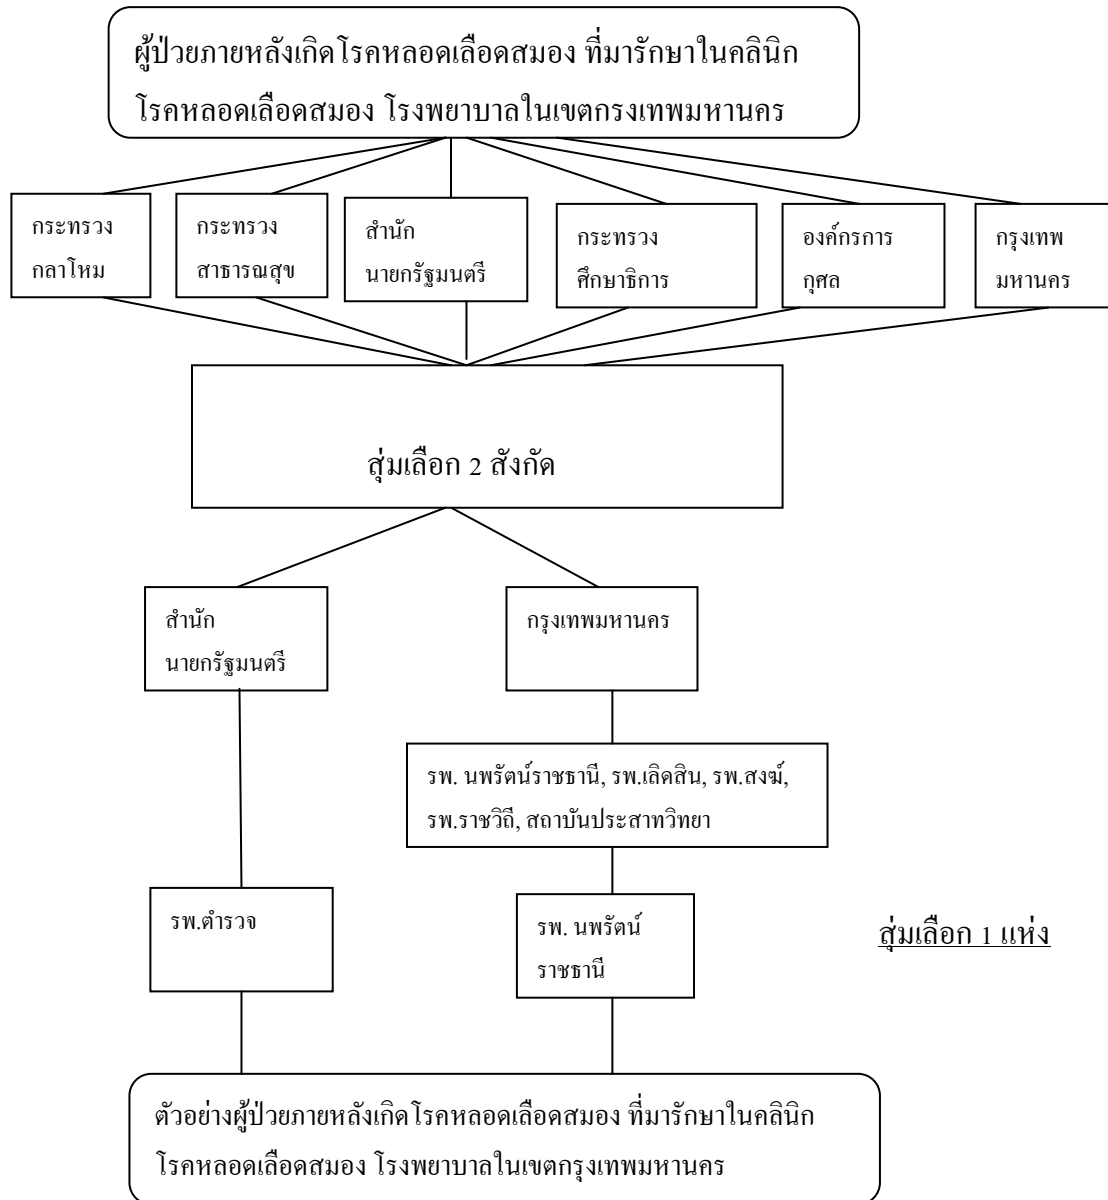 ผู้ป่วยภายหลังเกิดโรคหลอดเลือดสมอง ที่มารักษาในคลินิก
โรคหลอดเลือดสมอง โรงพยาบาลในเขตกรุงเทพมหานคร
กระทรวง
กลาโหม
กระทรวง
สาธารณสุข
สำนัก
นายกรัฐมนตรี
กระทรวง
ศึกษาธิการ
องค์กรการ
กุศล
กรุงเทพ
มหานคร
สุ่มเลือก 2 สังกัด
สำนัก
นายกรัฐมนตรี
กรุงเทพมหานคร
รพ. นพรัตน์ราชธานี, รพ.เลิดสิน, รพ.สงฆ์,
รพ.ราชวิถี, สถาบันประสาทวิทยา
รพ.ตำรวจ
รพ. นพรัตน์
ราชธานี
สุ่มเลือก 1 แห่ง
ตัวอย่างผู้ป่วยภายหลังเกิดโรคหลอดเลือดสมอง ที่มารักษาในคลินิก
โรคหลอดเลือดสมอง โรงพยาบาลในเขตกรุงเทพมหานคร